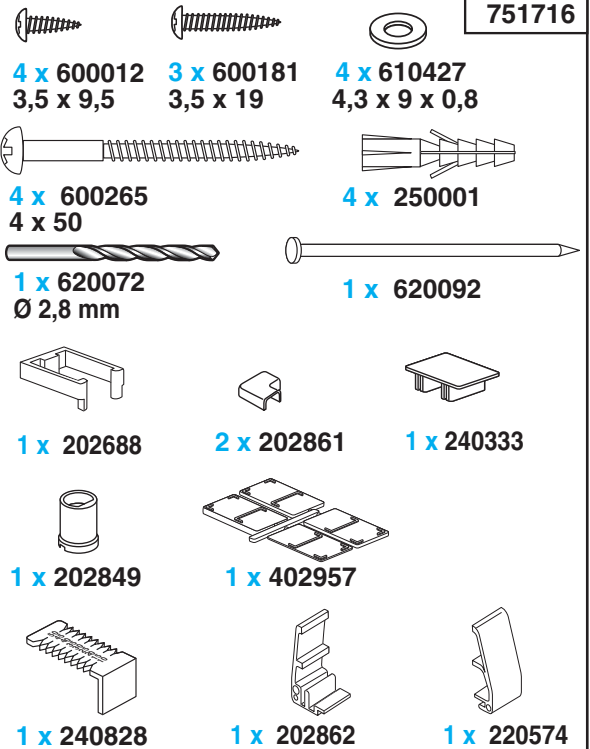 751716
4 x 600012
3,5 x 9,5
3 x 600181
3,5 x 19
4 x 610427
4,3 x 9 x 0,8
4 x 600265
4 x 50
4 x 250001
1 x 620072
Ø 2,8 mm
1 x 620092
1 x 202688
2 x 202861
1 x 240333
1 x 202849
1 x 402957
1 x 240828
1 x 202862
1 x 220574